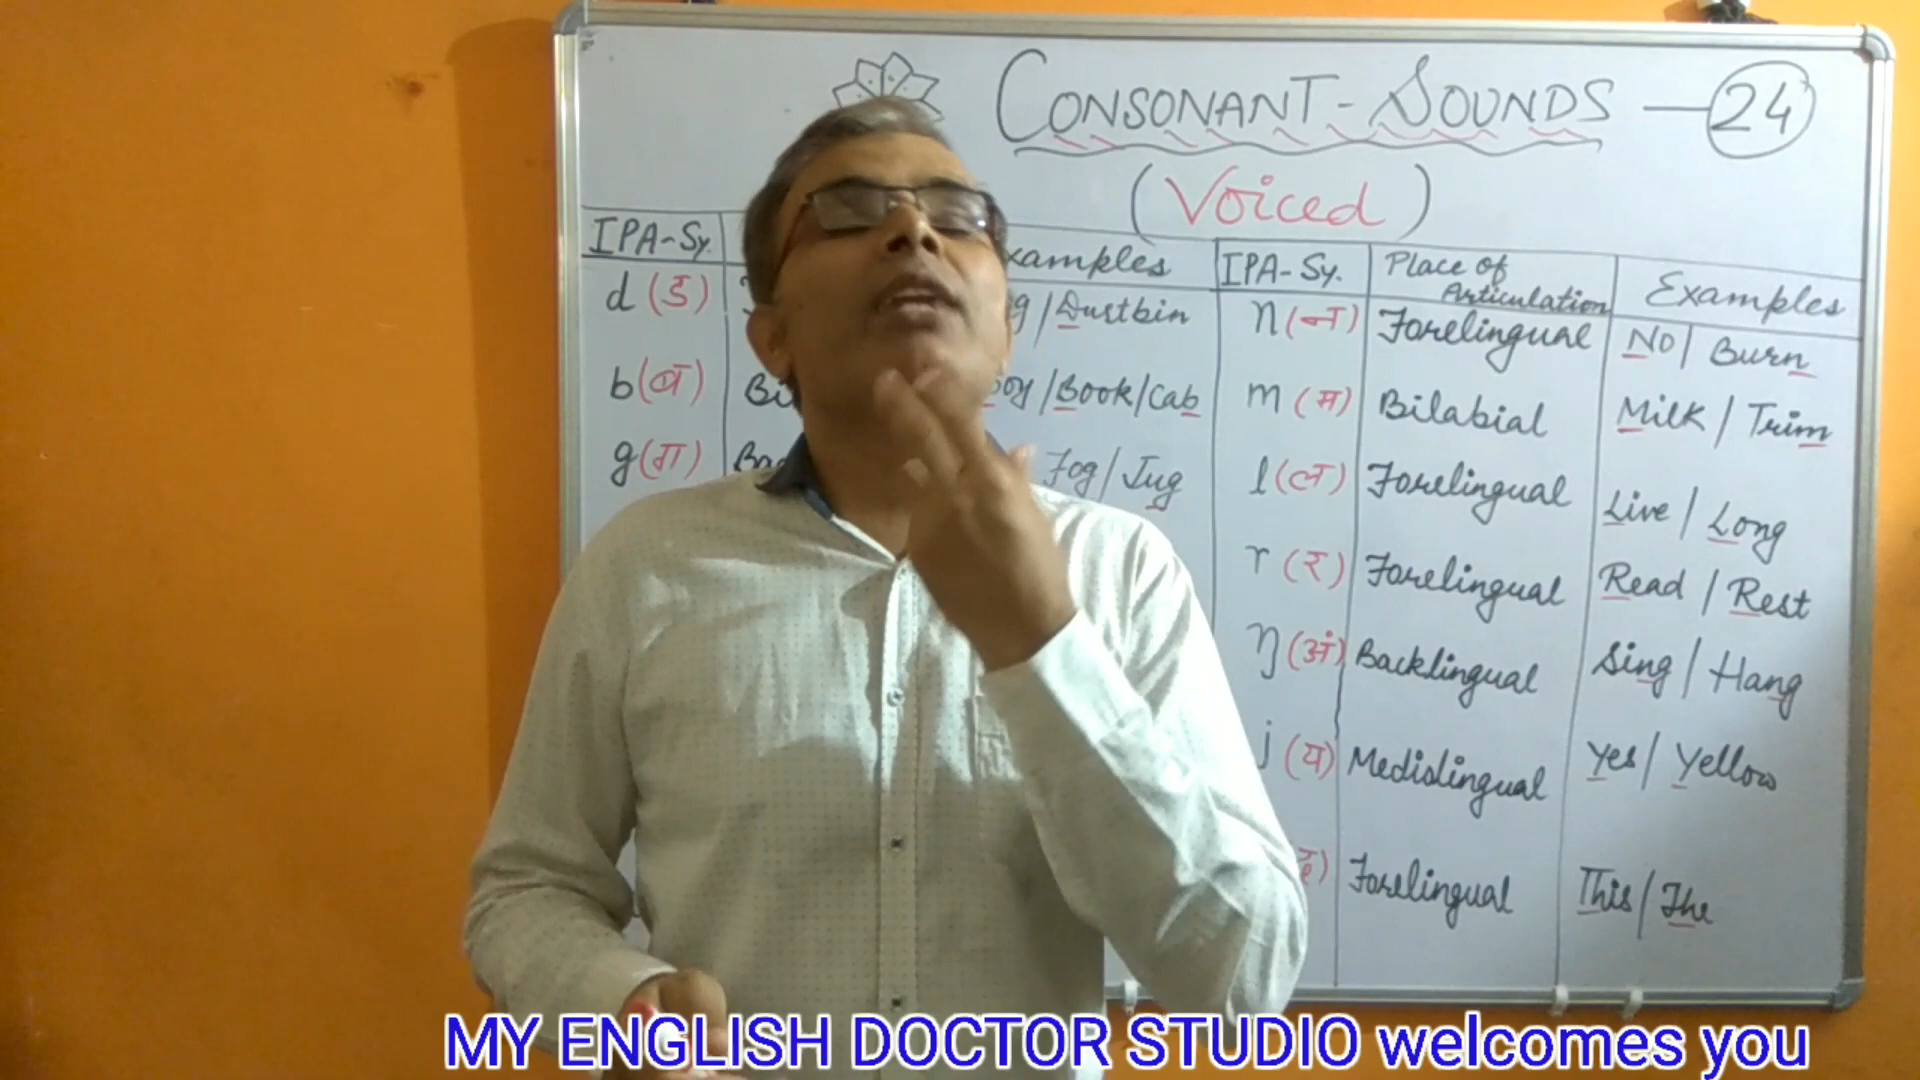 CONSONANT - SOUNDS — 24
(Voiced)
IPA-Sy.
d (ड)
Dustbin
b (ब)
Book/Cab
g (ग)
Fog/Jug
IPA-Sy. Place of Articulation Examples
n (न) Forelingual No/Burn
m (म) Bilabial Milk/Trim
l (ल) Forelingual Live/Long
r (र) Forelingual Read/Rest
ŋ (अं) Backlingual Sing/Hang
j (य) Mediolingual Yes/Yellow
Forelingual This/The
MY ENGLISH DOCTOR STUDIO welcomes you